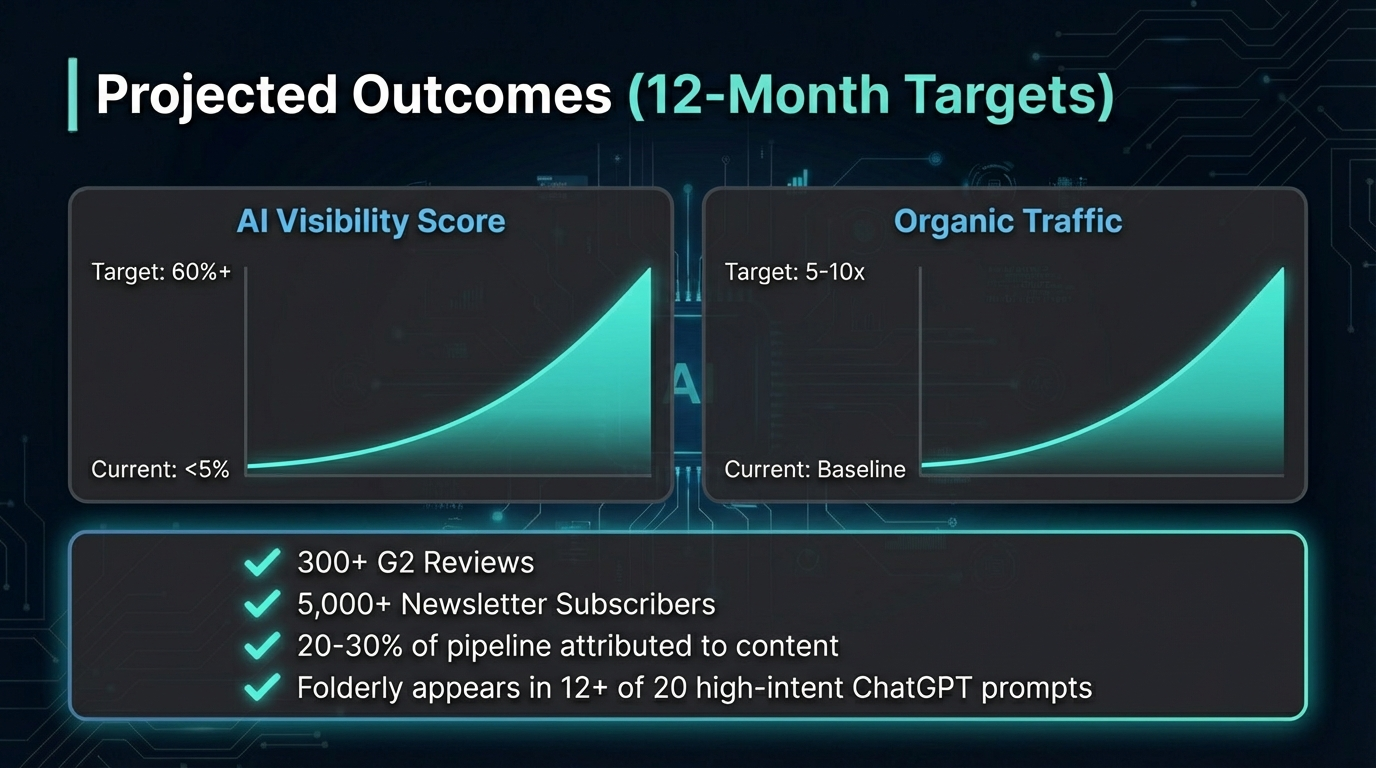 Projected Outcomes (12-Month Targets)
AI Visibility Score
Target: 60%+
Current: <5%
Organic Traffic
Target: 5-10x
Current: Baseline
AI
300+ G2 Reviews
5,000+ Newsletter Subscribers
20-30% of pipeline attributed to content
Folderly appears in 12+ of 20 high-intent ChatGPT prompts